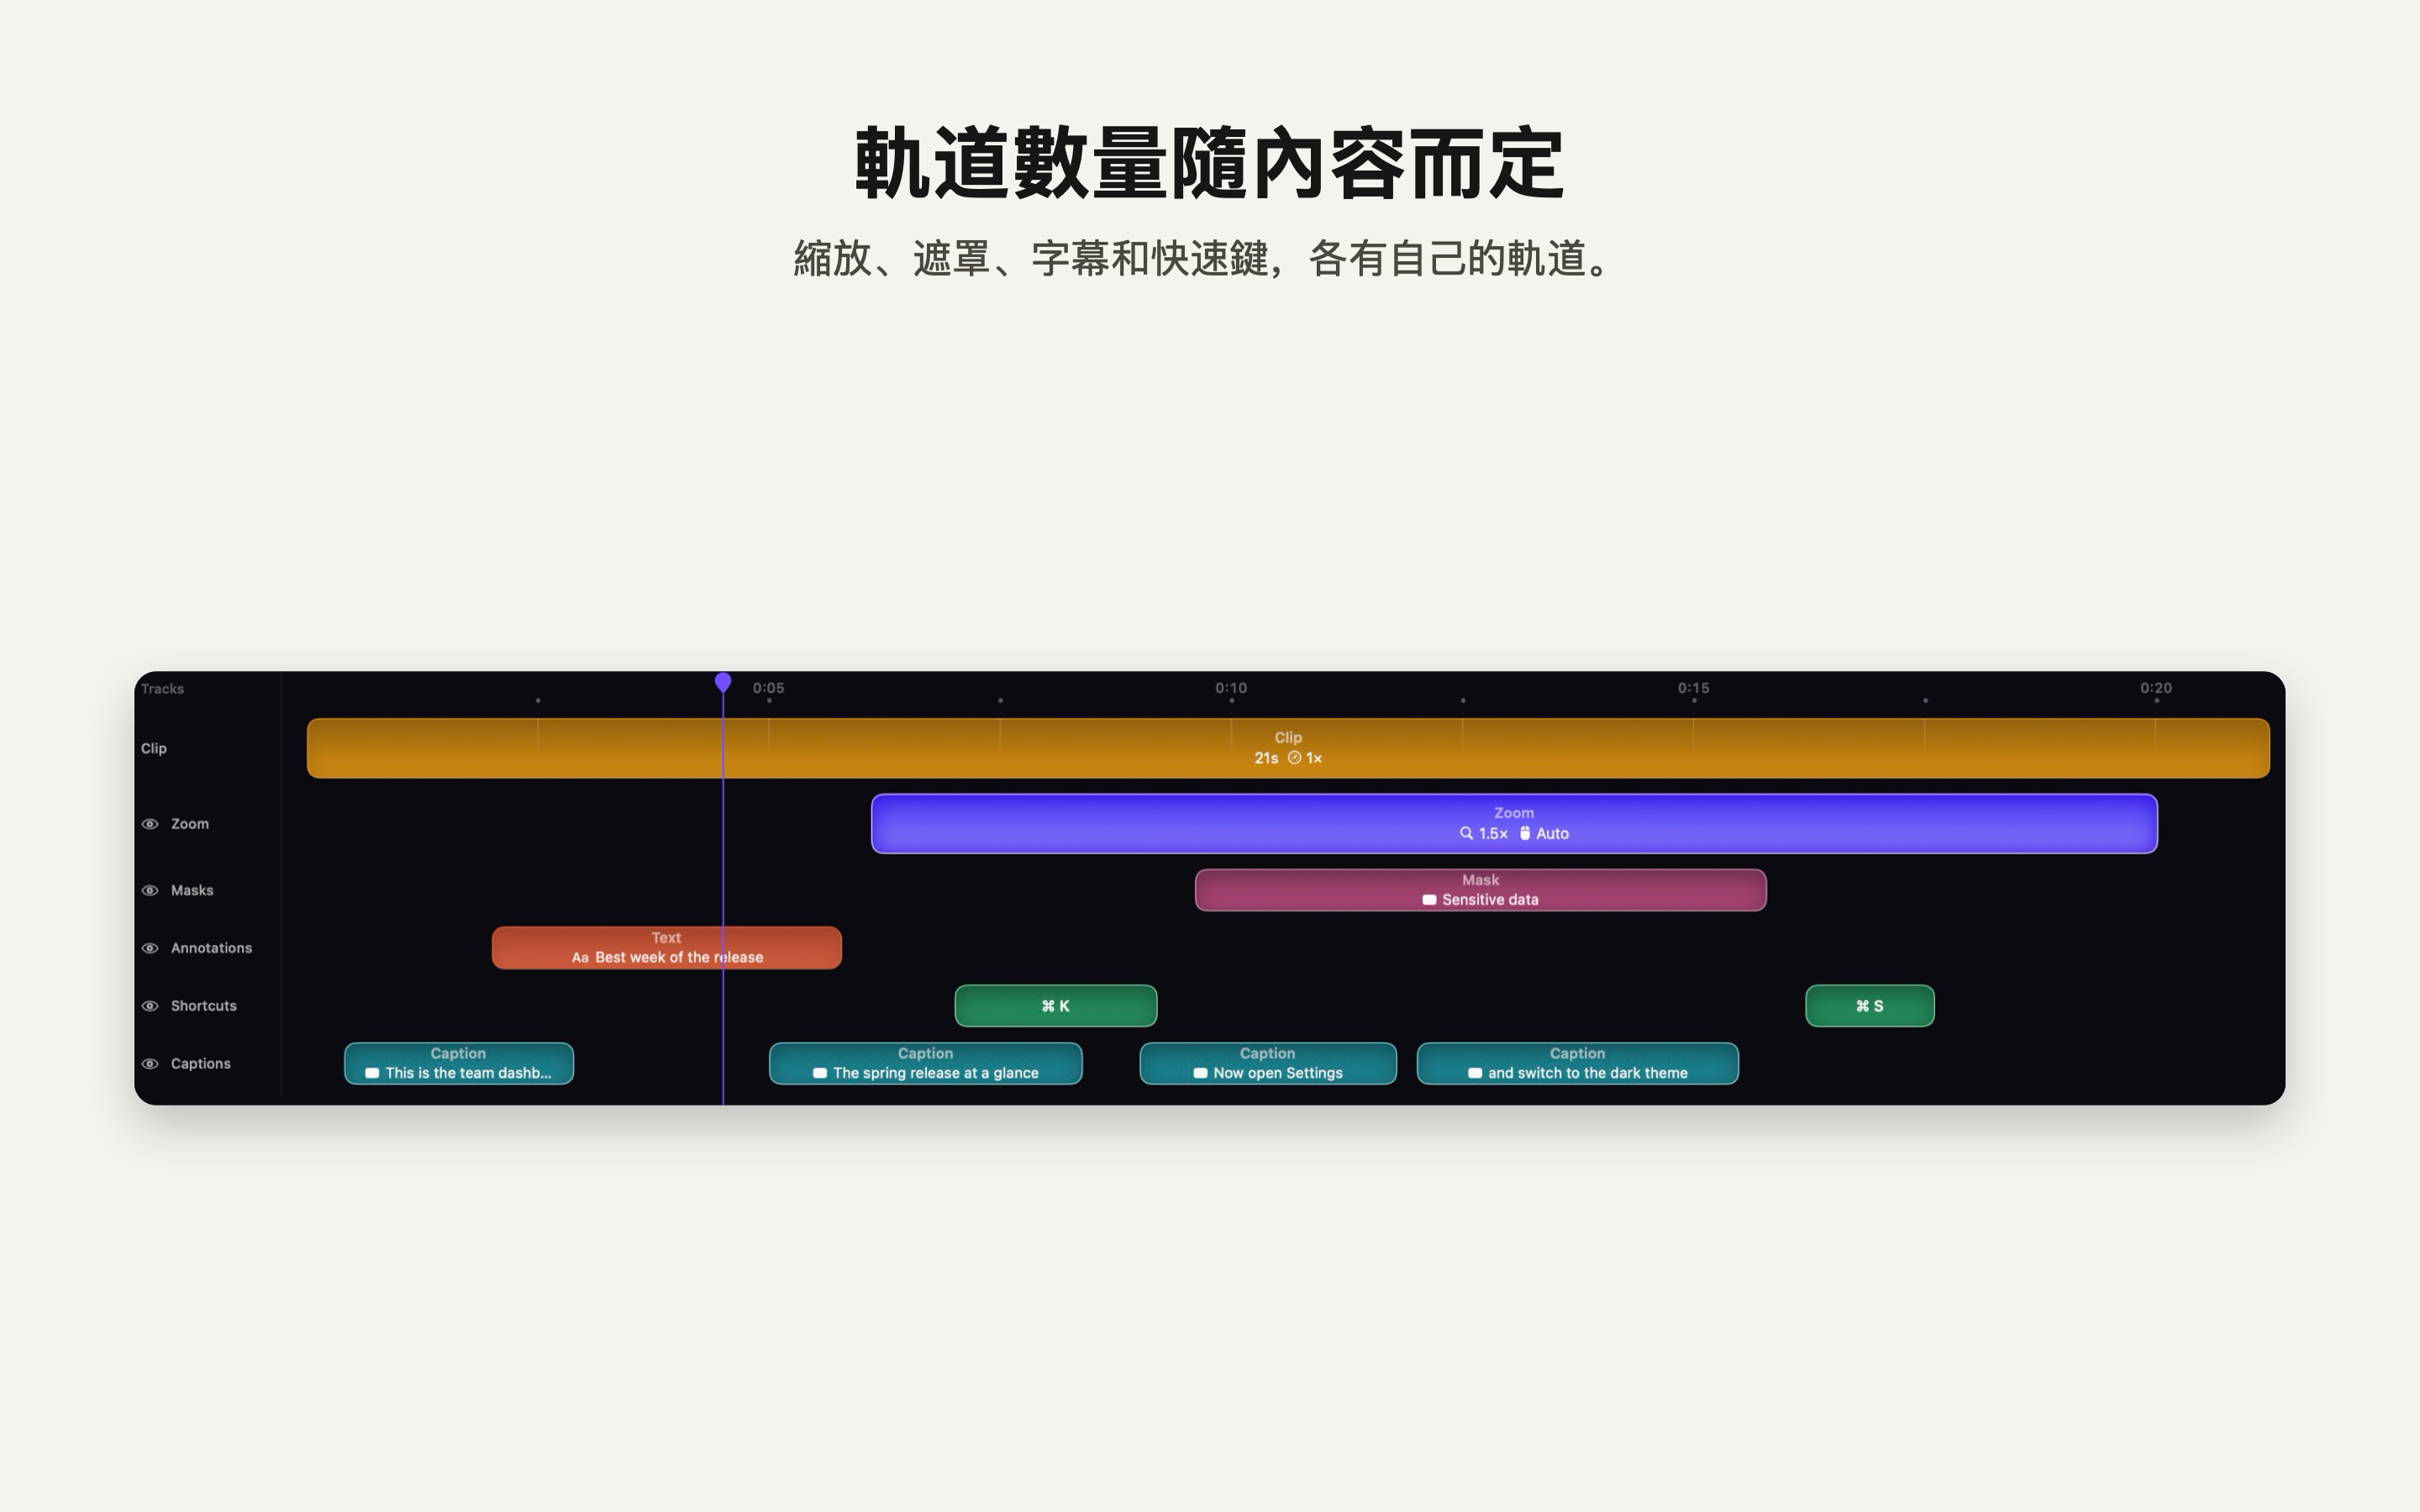 軌道數量隨內容而定
縮放、遮罩、字幕和快速鍵，各有自己的軌道。
Tracks
0:05
0:10
0:15
0:20
Clip
Clip
21s 1×
Zoom
Zoom
1.5× Auto
Masks
Mask
Sensitive data
Annotations
Text
Aa Best week of the release
Shortcuts
⌘ K
⌘ S
Captions
Caption
This is the team dashb...
Caption
The spring release at a glance
Caption
Now open Settings
Caption
and switch to the dark theme